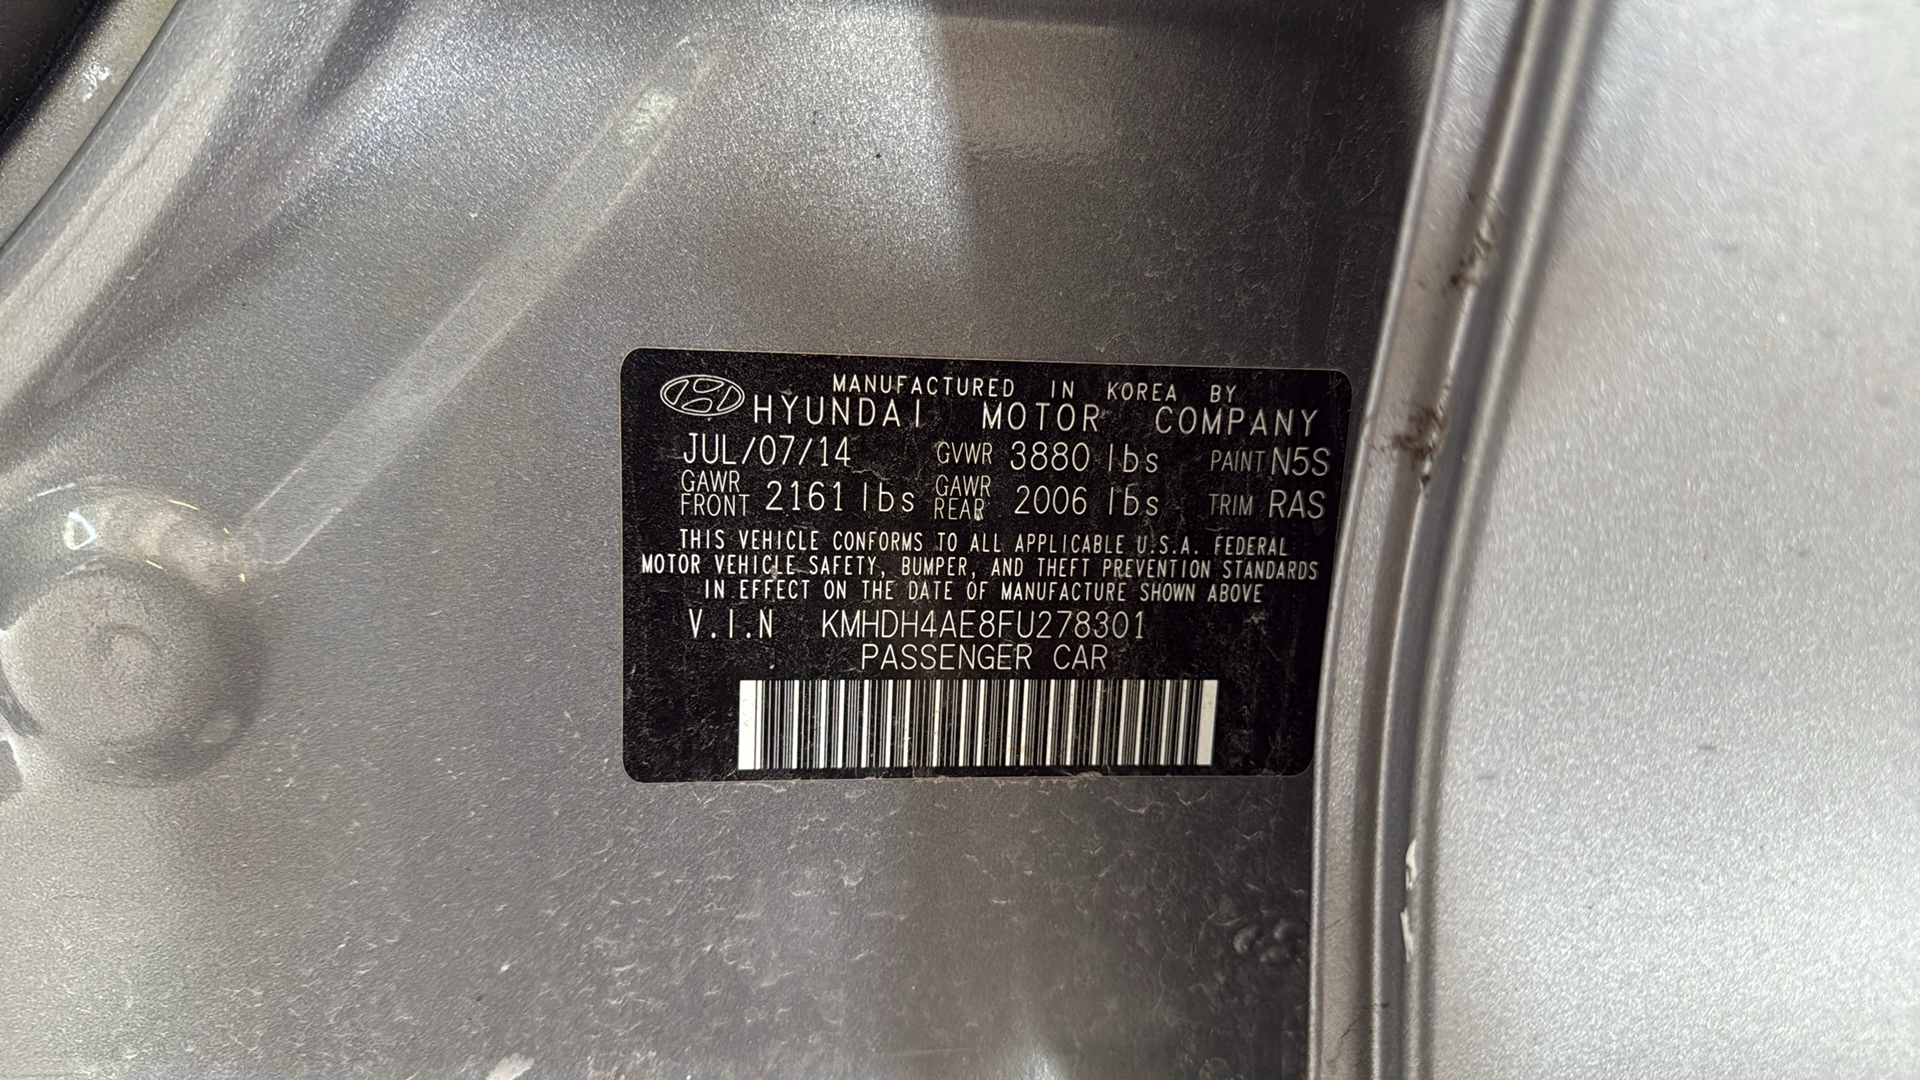 MANUFACTURED IN KOREA BY
HYUNDAI MOTOR COMPANY
JUL/07/14 GVWR 3880 lbs PAINT N5S
GAWR FRONT 2161 lbs GAWR REAR 2006 lbs TRIM RAS
THIS VEHICLE CONFORMS TO ALL APPLICABLE U.S.A. FEDERAL
MOTOR VEHICLE SAFETY, BUMPER, AND THEFT PREVENTION STANDARDS
IN EFFECT ON THE DATE OF MANUFACTURE SHOWN ABOVE
V.I.N KMHDH4AE8FU278301
PASSENGER CAR